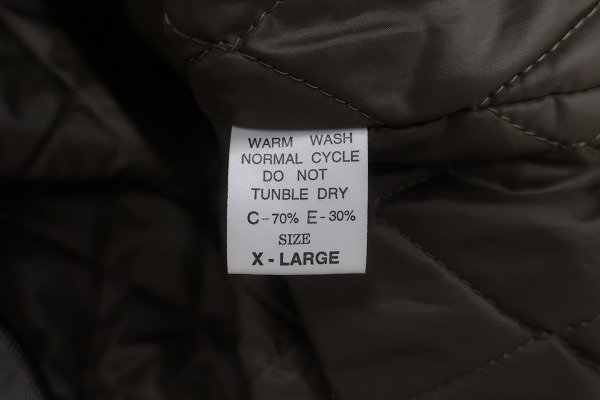 WARM WASH
NORMAL CYCLE
DO NOT
TUNBLE DRY
C-70% E-30%
SIZE
X-LARGE